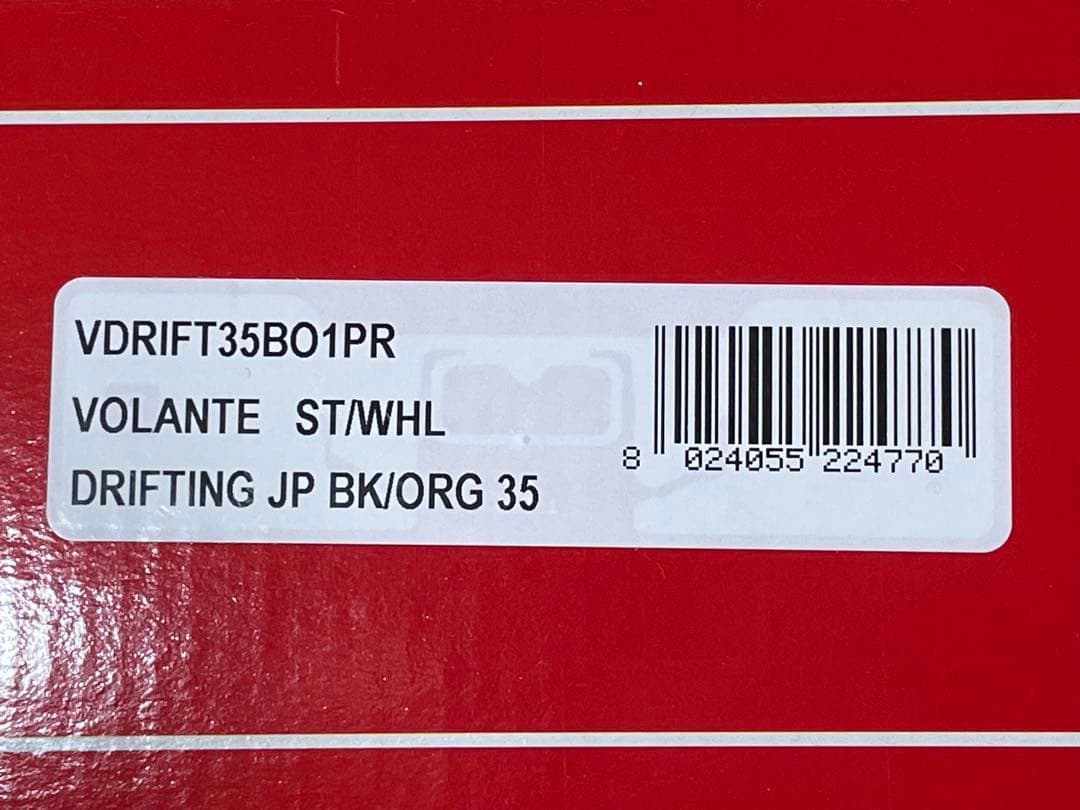 VDRIFT35BO1PR
VOLANTE ST/WHL
DRIFTING JP BK/ORG 35
8 024055 224770